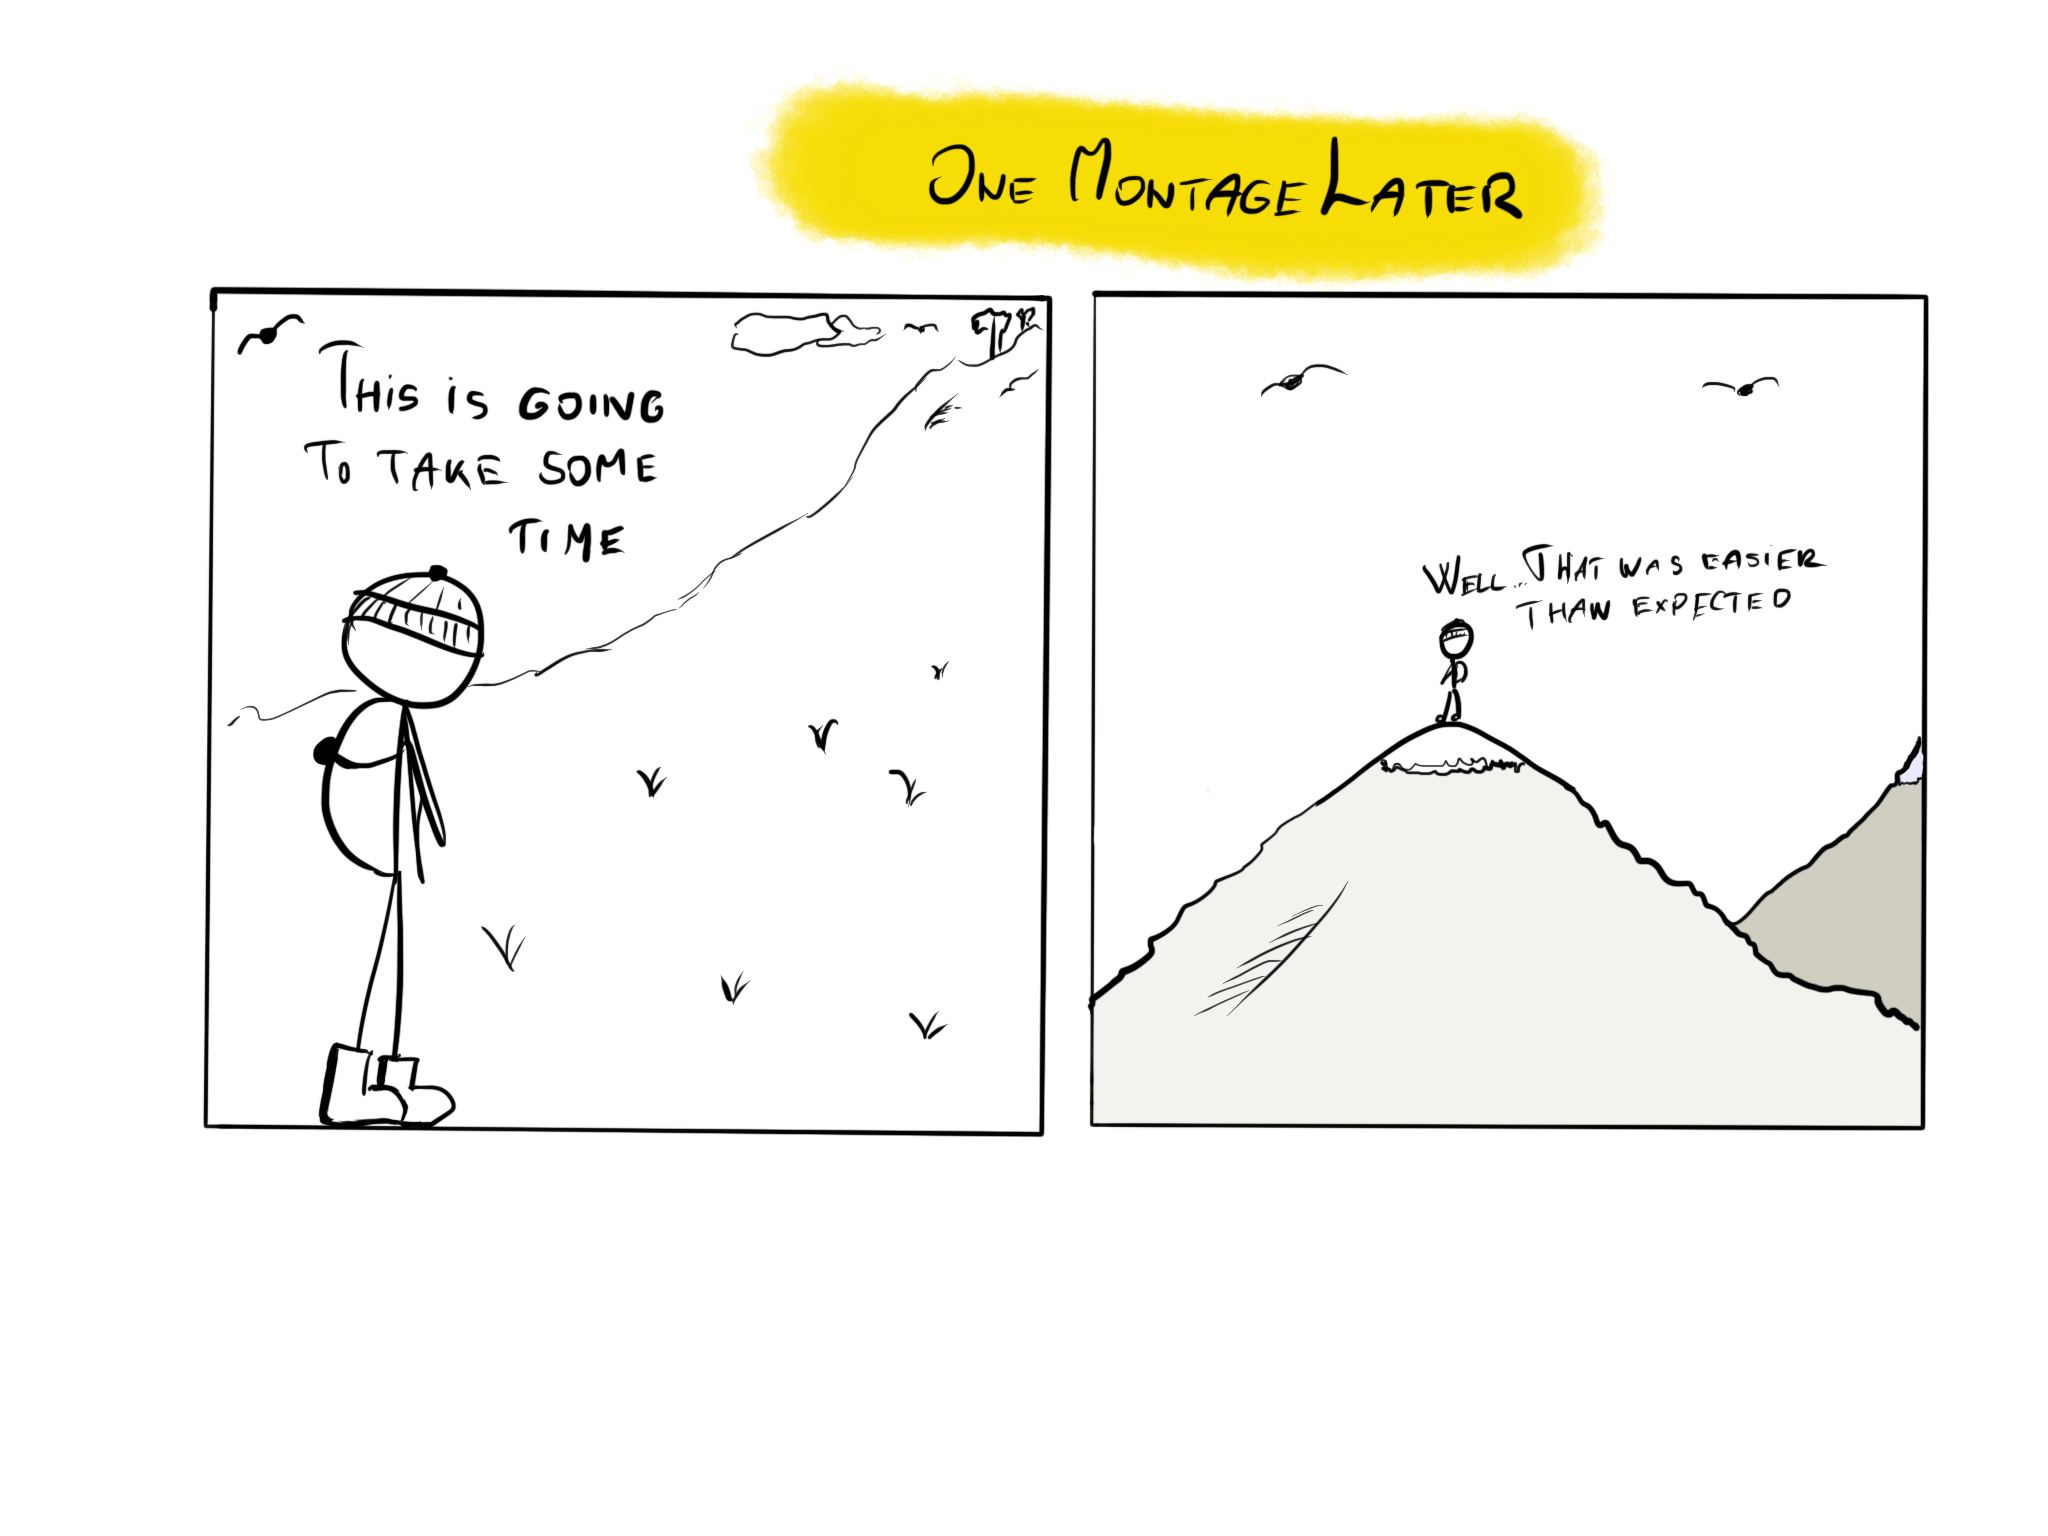 ONE MONTAGE LATER
THIS IS GOING
TO TAKE SOME
TIME
WELL... THAT WAS EASIER
THAN EXPECTED